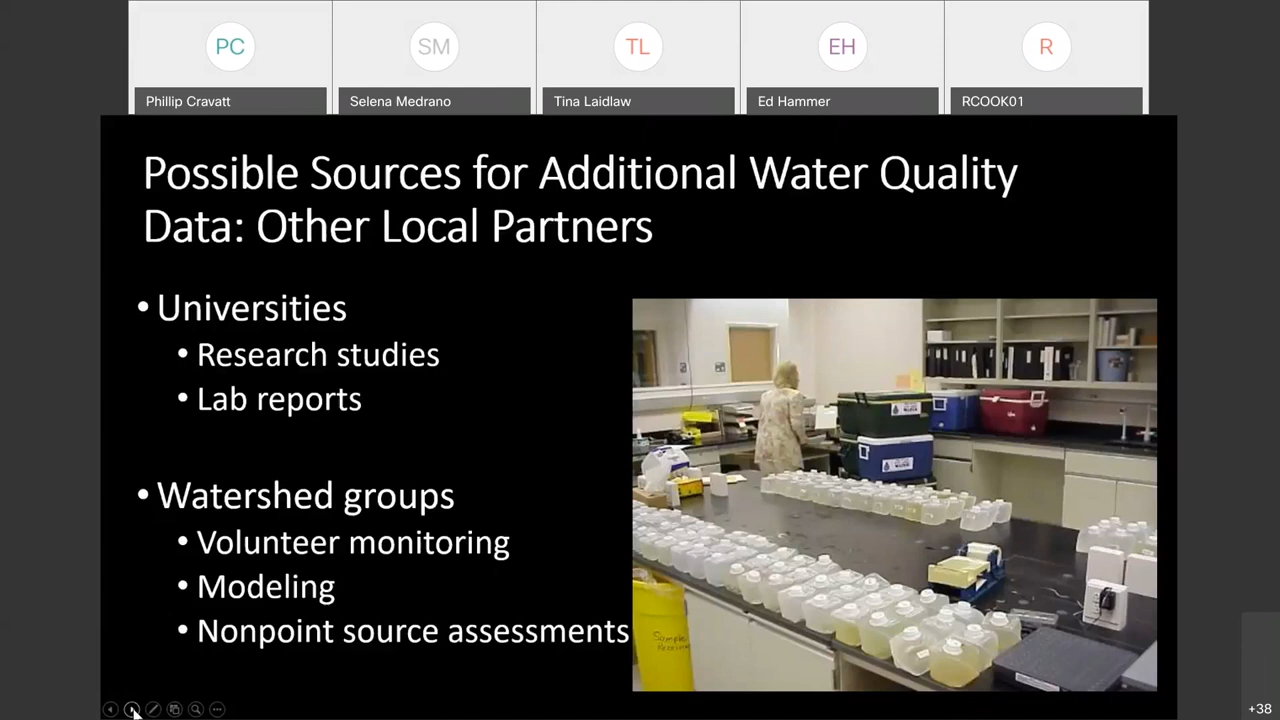 PC
SM
TL
EH
R
Phillip Cravatt
Selena Medrano
Tina Laidlaw
Ed Hammer
RCOOK01
Possible Sources for Additional Water Quality
Data: Other Local Partners
• Universities
• Research studies
• Lab reports
• Watershed groups
• Volunteer monitoring
• Modeling
• Nonpoint source assessments
Sample
+38